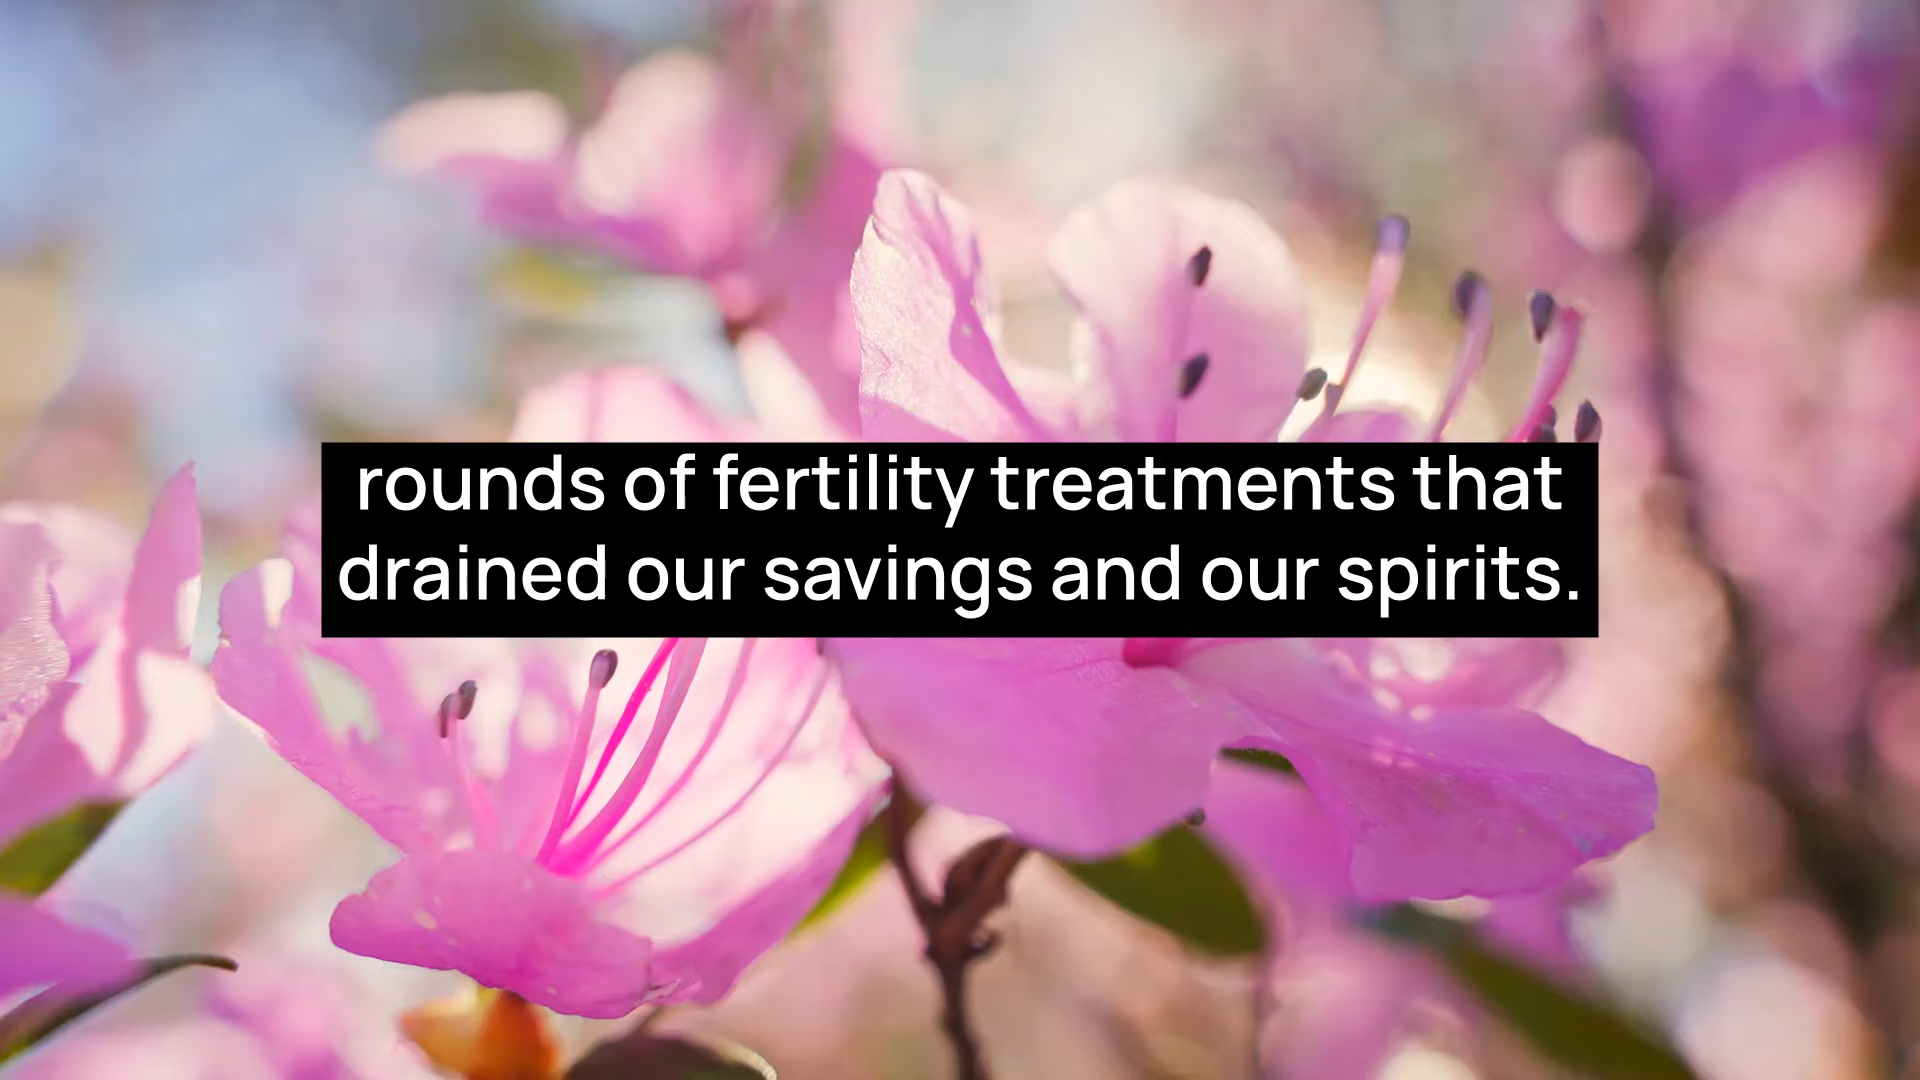 rounds of fertility treatments that
drained our savings and our spirits.